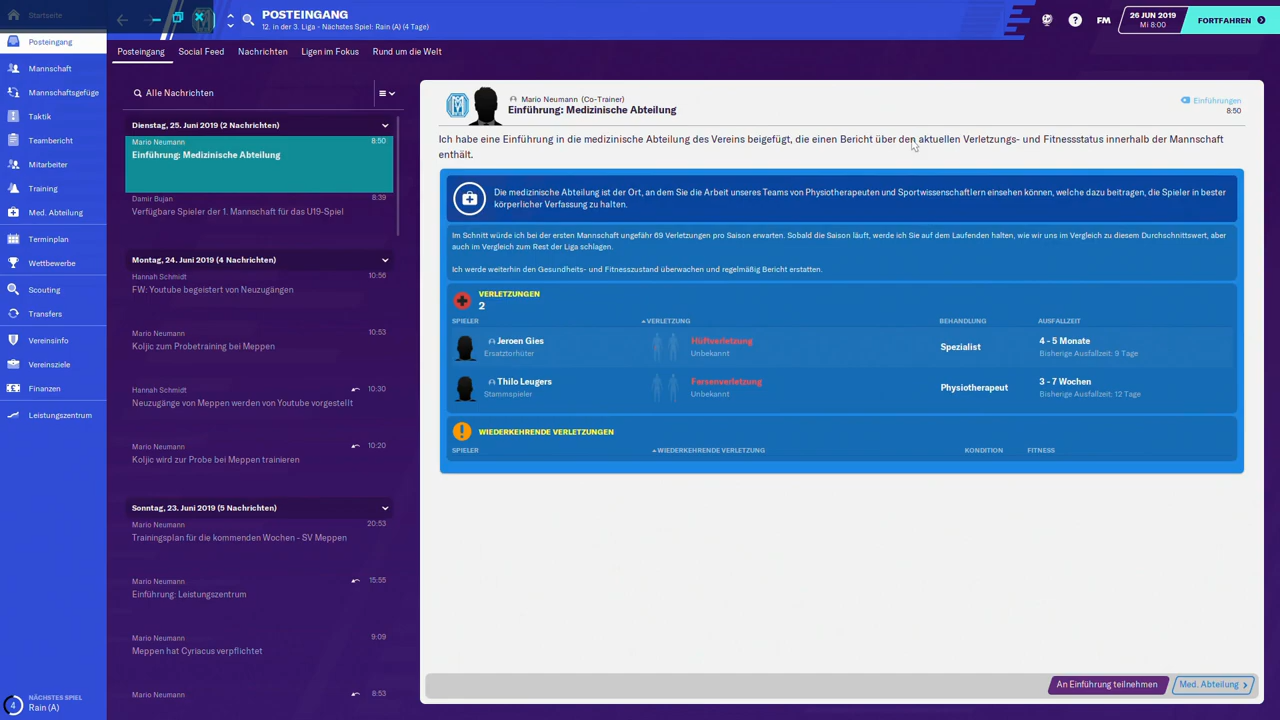 Startseite
POSTEINGANG
12. in der 3. Liga - Nächstes Spiel: Rain (A) (4 Tage)
FM
26 JUN 2019
MI 8:00
FORTFAHREN
Posteingang
Mannschaft
Mannschaftsgefüge
Taktik
Teambericht
Mitarbeiter
Training
Med. Abteilung
Terminplan
Wettbewerbe
Scouting
Transfers
Vereinsinfo
Vereinsziele
Finanzen
Leistungszentrum
4
NÄCHSTES SPIEL
Rain (A)
Posteingang Social Feed Nachrichten Ligen im Fokus Rund um die Welt
Alle Nachrichten
Dienstag, 25. Juni 2019 (2 Nachrichten)
Mario Neumann 8:50
Einführung: Medizinische Abteilung
Damir Bujan 8:39
Verfügbare Spieler der 1. Mannschaft für das U19-Spiel
Montag, 24. Juni 2019 (4 Nachrichten)
Hannah Schmidt 10:56
FW: Youtube begeistert von Neuzugängen
Mario Neumann 10:53
Koljic zum Probetraining bei Meppen
Hannah Schmidt 10:30
Neuzugänge von Meppen werden von Youtube vorgestellt
Mario Neumann 10:20
Koljic wird zur Probe bei Meppen trainieren
Sonntag, 23. Juni 2019 (5 Nachrichten)
Mario Neumann 20:53
Trainingsplan für die kommenden Wochen - SV Meppen
Mario Neumann 15:55
Einführung: Leistungszentrum
Mario Neumann 9:09
Meppen hat Cyriacus verpflichtet
Mario Neumann 8:53
Mario Neumann (Co-Trainer)
Einführung: Medizinische Abteilung
Einführungen
8:50
Ich habe eine Einführung in die medizinische Abteilung des Vereins beigefügt, die einen Bericht über den aktuellen Verletzungs- und Fitnessstatus innerhalb der Mannschaft
enthält.
Die medizinische Abteilung ist der Ort, an dem Sie die Arbeit unseres Teams von Physiotherapeuten und Sportwissenschaftlern einsehen können, welche dazu beitragen, die Spieler in bester
körperlicher Verfassung zu halten.
Im Schnitt würde ich bei der ersten Mannschaft ungefähr 69 Verletzungen pro Saison erwarten. Sobald die Saison läuft, werde ich Sie auf dem Laufenden halten, wie wir uns im Vergleich zu diesem Durchschnittswert, aber
auch im Vergleich zum Rest der Liga schlagen.
Ich werde weiterhin den Gesundheits- und Fitnesszustand überwachen und regelmäßig Bericht erstatten.
VERLETZUNGEN
2
SPIELER VERLETZUNG BEHANDLUNG AUSFALLZEIT
Jeroen Gies Hüftverletzung Spezialist 4 - 5 Monate
Ersatztorhüter Unbekannt Bisherige Ausfallzeit: 9 Tage
Thilo Leugers Fersenverletzung Physiotherapeut 3 - 7 Wochen
Stammspieler Unbekannt Bisherige Ausfallzeit: 12 Tage
WIEDERKEHRENDE VERLETZUNGEN
SPIELER WIEDERKEHRENDE VERLETZUNG KONDITION FITNESS
An Einführung teilnehmen Med. Abteilung